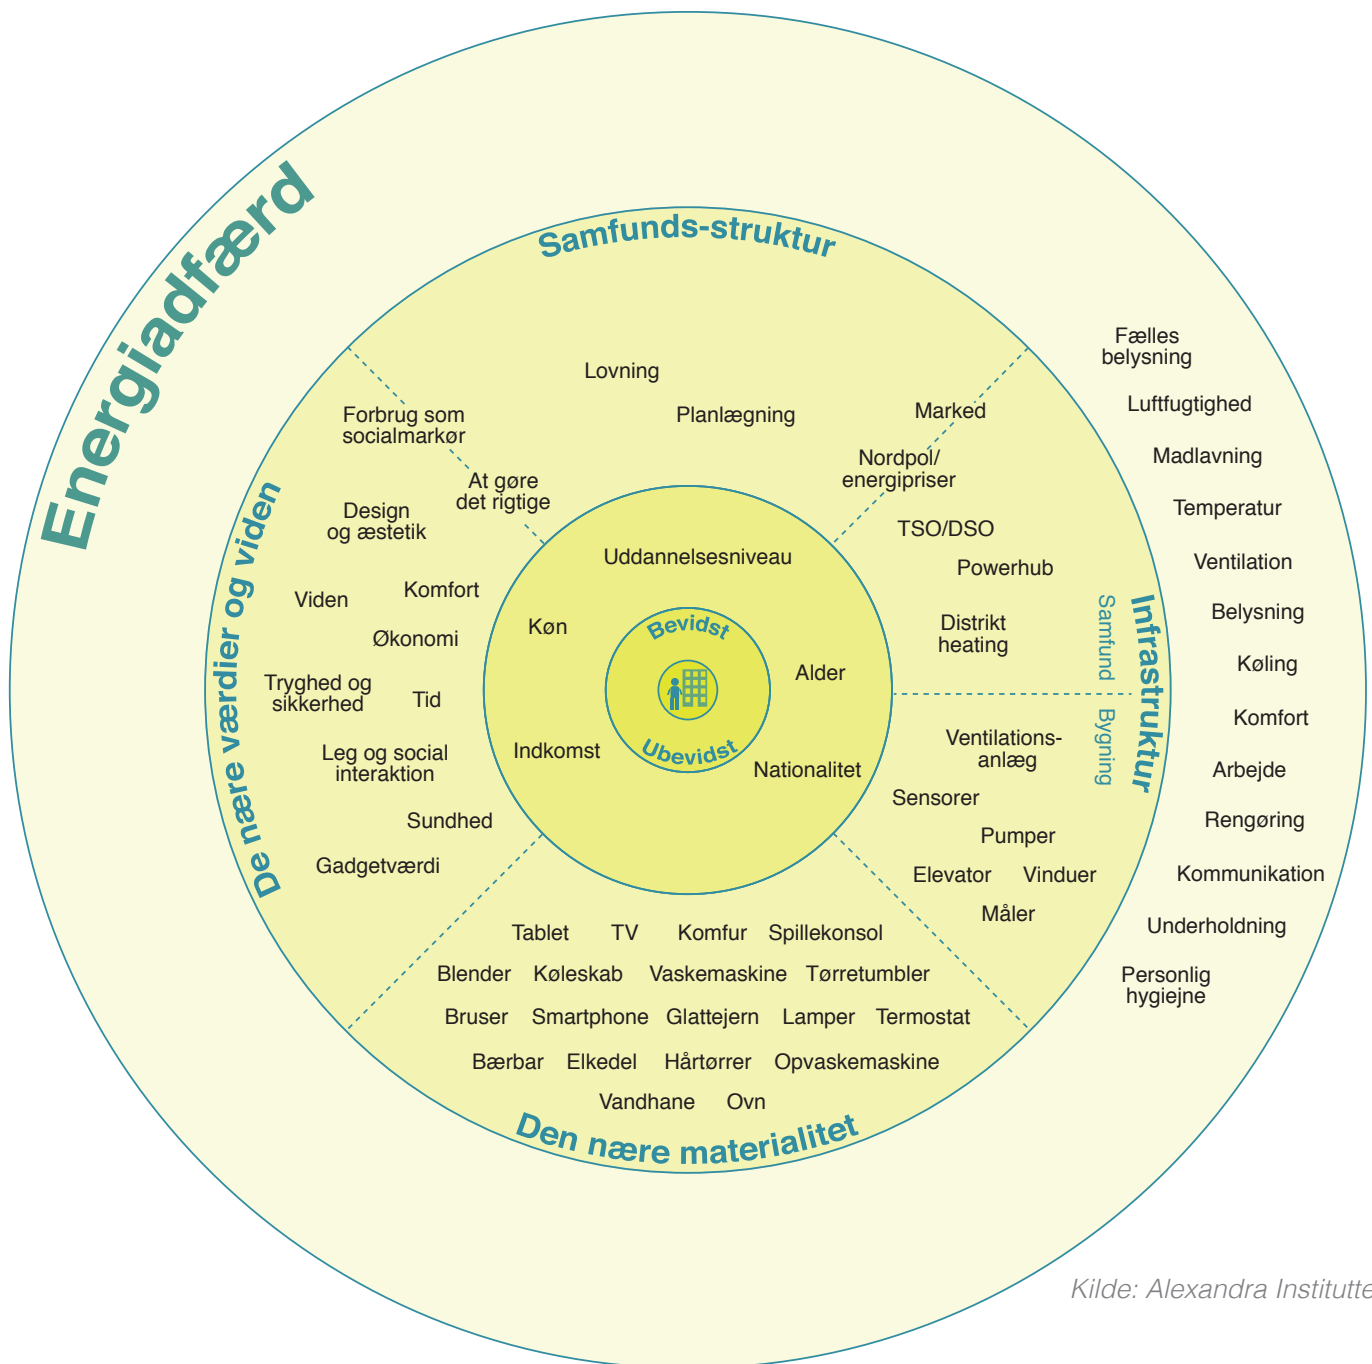 Energiadfærd
Samfunds-struktur
Lovning
Planlægning
Marked
Nordpol/
energipriser
Forbrug som
socialmarkør
At gøre
det rigtige
De nære værdier og viden
Design
og æstetik
Viden
Komfort
Økonomi
Tryghed og
sikkerhed
Tid
Leg og social
interaktion
Sundhed
Gadgetværdi
Uddannelsesniveau
Køn
Alder
Indkomst
Nationalitet
Bevidst
Ubevidst
TSO/DSO
Powerhub
Distrikt
heating
Samfund
Infrastruktur
Bygning
Ventilations-
anlæg
Sensorer
Pumper
Elevator Vinduer
Måler
Tablet TV Komfur Spillekonsol
Blender Køleskab Vaskemaskine Tørretumbler
Bruser Smartphone Glattejern Lamper Termostat
Bærbar Elkedel Hårtørrer Opvaskemaskine
Vandhane Ovn
Den nære materialitet
Fælles
belysning
Luftfugtighed
Madlavning
Temperatur
Ventilation
Belysning
Køling
Komfort
Arbejde
Rengøring
Kommunikation
Underholdning
Personlig
hygiejne
Kilde: Alexandra Institutte